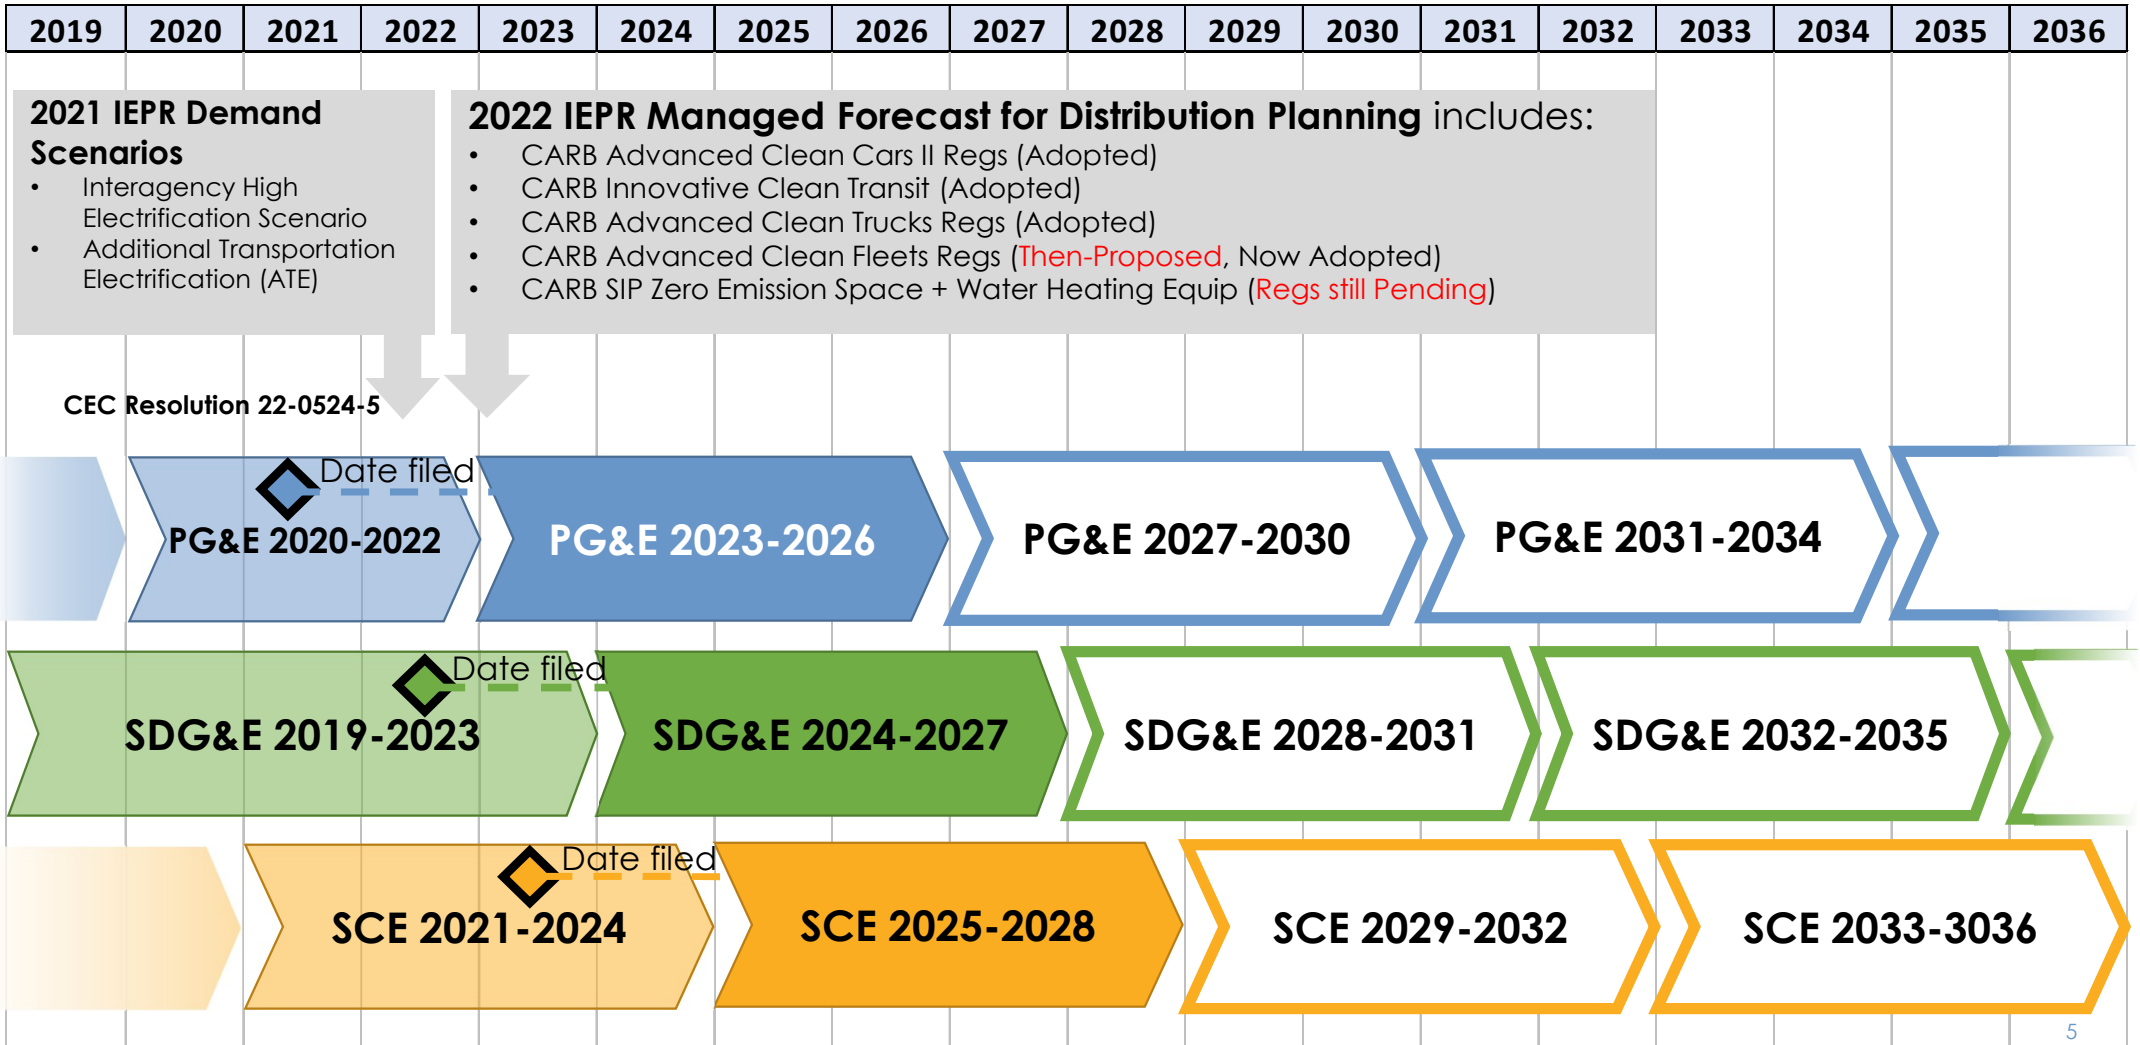 2019 2020 2021 2022 2023 2024 2025 2026 2027 2028 2029 2030 2031 2032 2033 2034 2035 2036
2021 IEPR Demand
Scenarios
• Interagency High
Electrification Scenario
• Additional Transportation
Electrification (ATE)
2022 IEPR Managed Forecast for Distribution Planning includes:
• CARB Advanced Clean Cars II Regs (Adopted)
• CARB Innovative Clean Transit (Adopted)
• CARB Advanced Clean Trucks Regs (Adopted)
• CARB Advanced Clean Fleets Regs (Then-Proposed, Now Adopted)
• CARB SIP Zero Emission Space + Water Heating Equip (Regs still Pending)
CEC Resolution 22-0524-5
Date filed
PG&E 2020-2022
PG&E 2023-2026
PG&E 2027-2030
PG&E 2031-2034
Date filed
SDG&E 2019-2023
SDG&E 2024-2027
SDG&E 2028-2031
SDG&E 2032-2035
Date filed
SCE 2021-2024
SCE 2025-2028
SCE 2029-2032
SCE 2033-3036
5